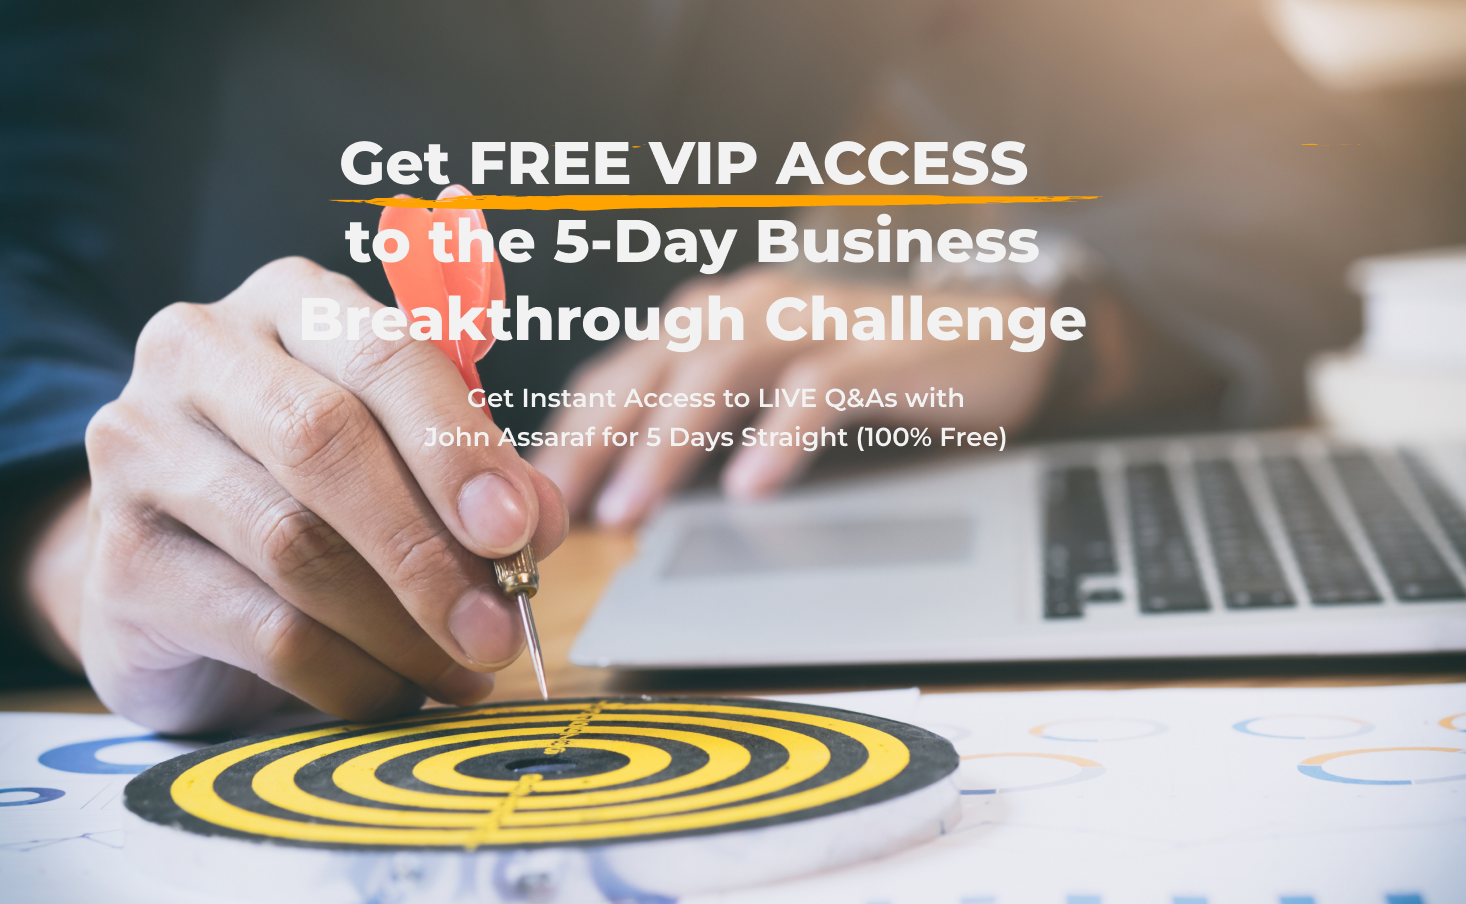 Get FREE VIP ACCESS
to the 5-Day Business
Breakthrough Challenge
Get Instant Access to LIVE Q&As with
John Assaraf for 5 Days Straight (100% Free)